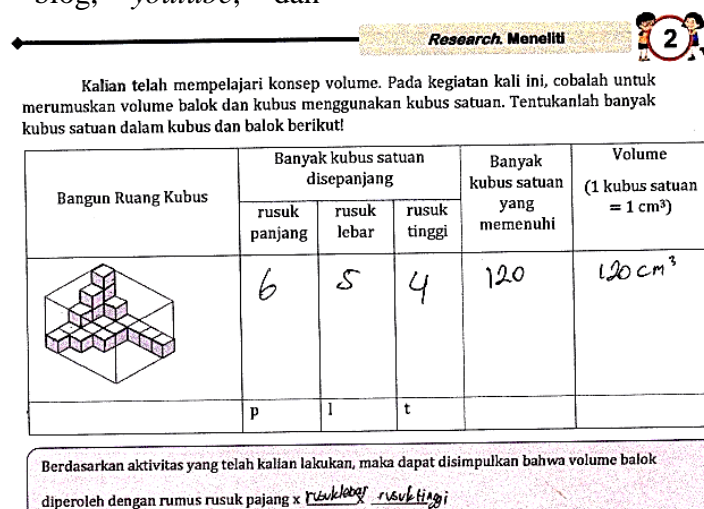 blog, youtube, dan
Research. Meneliti
2
Kalian telah mempelajari konsep volume. Pada kegiatan kali ini, cobalah untuk
merumuskan volume balok dan kubus menggunakan kubus satuan. Tentukanlah banyak
kubus satuan dalam kubus dan balok berikut!
Bangun Ruang Kubus
Banyak kubus satuan
disepanjang
rusuk
panjang
rusuk
lebar
rusuk
tinggi
Banyak
kubus satuan
yang
memenuhi
Volume
(1 kubus satuan
= 1 cm³)
6 5 4 120 120 cm³
p l t
Berdasarkan aktivitas yang telah kalian lakukan, maka dapat disimpulkan bahwa volume balok
diperoleh dengan rumus rusuk pajang x rusuk lebar x rusuk tinggi